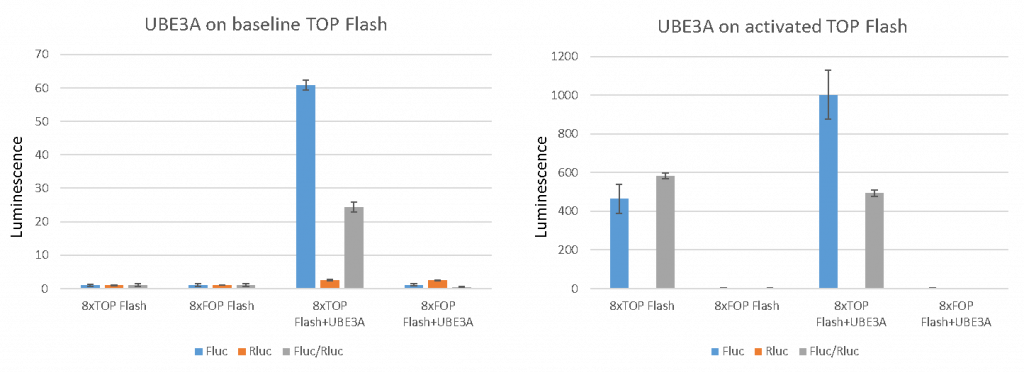 UBE3A on baseline TOP Flash
70
60
50
40
30
20
10
0
Luminescence
8xTOP Flash
8xFOP Flash
8xTOP
Flash+UBE3A
8xFOP
Flash+UBE3A
Fluc
Rluc
Fluc/Rluc
UBE3A on activated TOP Flash
1200
1000
800
600
400
200
0
Luminescence
8xTOP Flash
8xFOP Flash
8xTOP
Flash+UBE3A
8xFOP
Flash+UBE3A
Fluc
Rluc
Fluc/Rluc